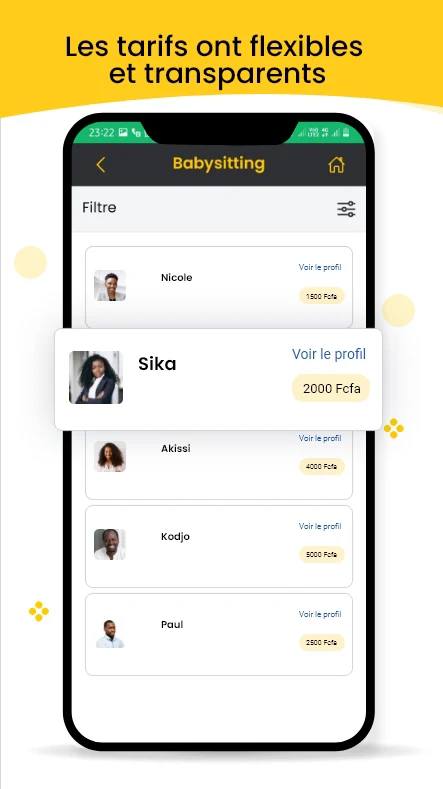 Les tarifs ont flexibles
et transparents
23:22
Babysitting
Filtre
Nicole
Voir le profil
1500 Fcfa
Sika
Voir le profil
2000 Fcfa
Akissi
Voir le profil
4000 Fcfa
Kodjo
Voir le profil
5000 Fcfa
Paul
Voir le profil
2500 Fcfa